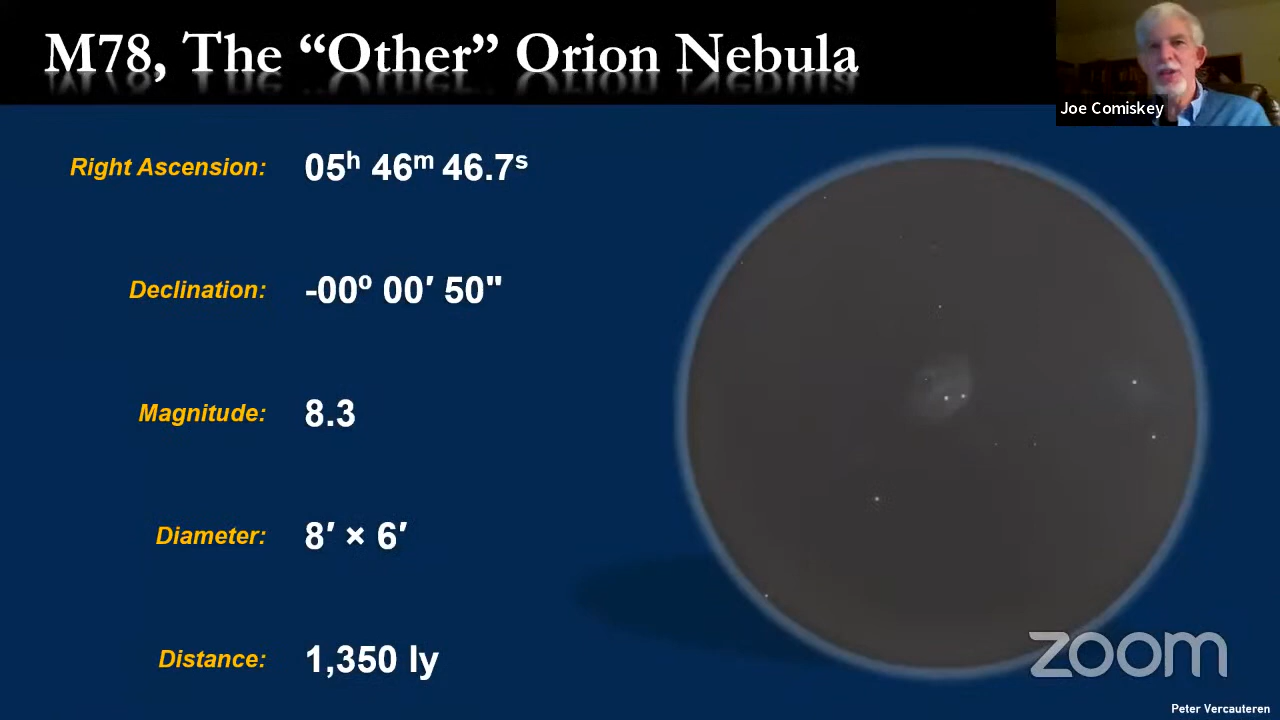 M78, The “Other” Orion Nebula
Joe Comiskey
Right Ascension: 05ʰ 46ᵐ 46.7ˢ
Declination: -00º 00′ 50"
Magnitude: 8.3
Diameter: 8′ × 6′
Distance: 1,350 ly
zoom
Peter Vercauteren